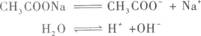 CH₃COONa ══ CH₃COO⁻ + Na⁺
H₂O ⇌ H⁺ +OH⁻